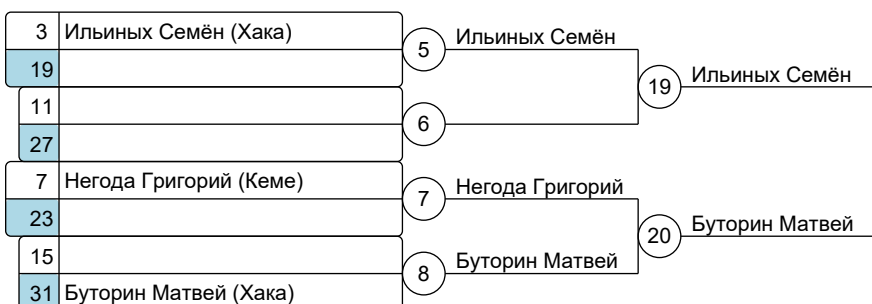 3 Ильиных Семён (Хака)
5 Ильиных Семён
19
19 Ильиных Семён
11
6
27
7 Негода Григорий (Кеме)
7 Негода Григорий
23
20 Буторин Матвей
15
8 Буторин Матвей
31 Буторин Матвей (Хака)